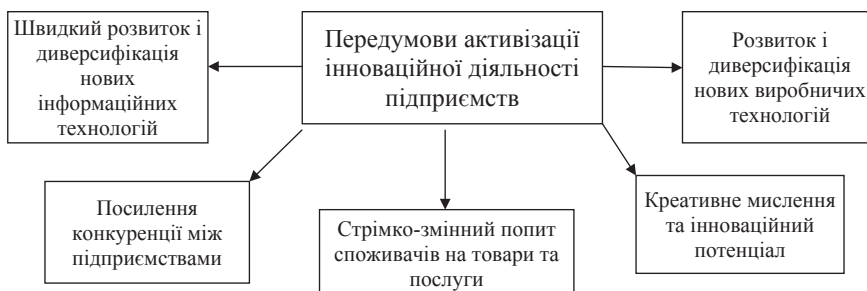 Швидкий розвиток і
диверсифікація
нових
інформаційних
технологій
Передумови активізації
інноваційної діяльності
підприємств
Розвиток і
диверсифікація
нових виробничих
технологій
Посилення
конкуренції між
підприємствами
Стрімко-змінний попит
споживачів на товари та
послуги
Креативне мислення
та інноваційний
потенціал